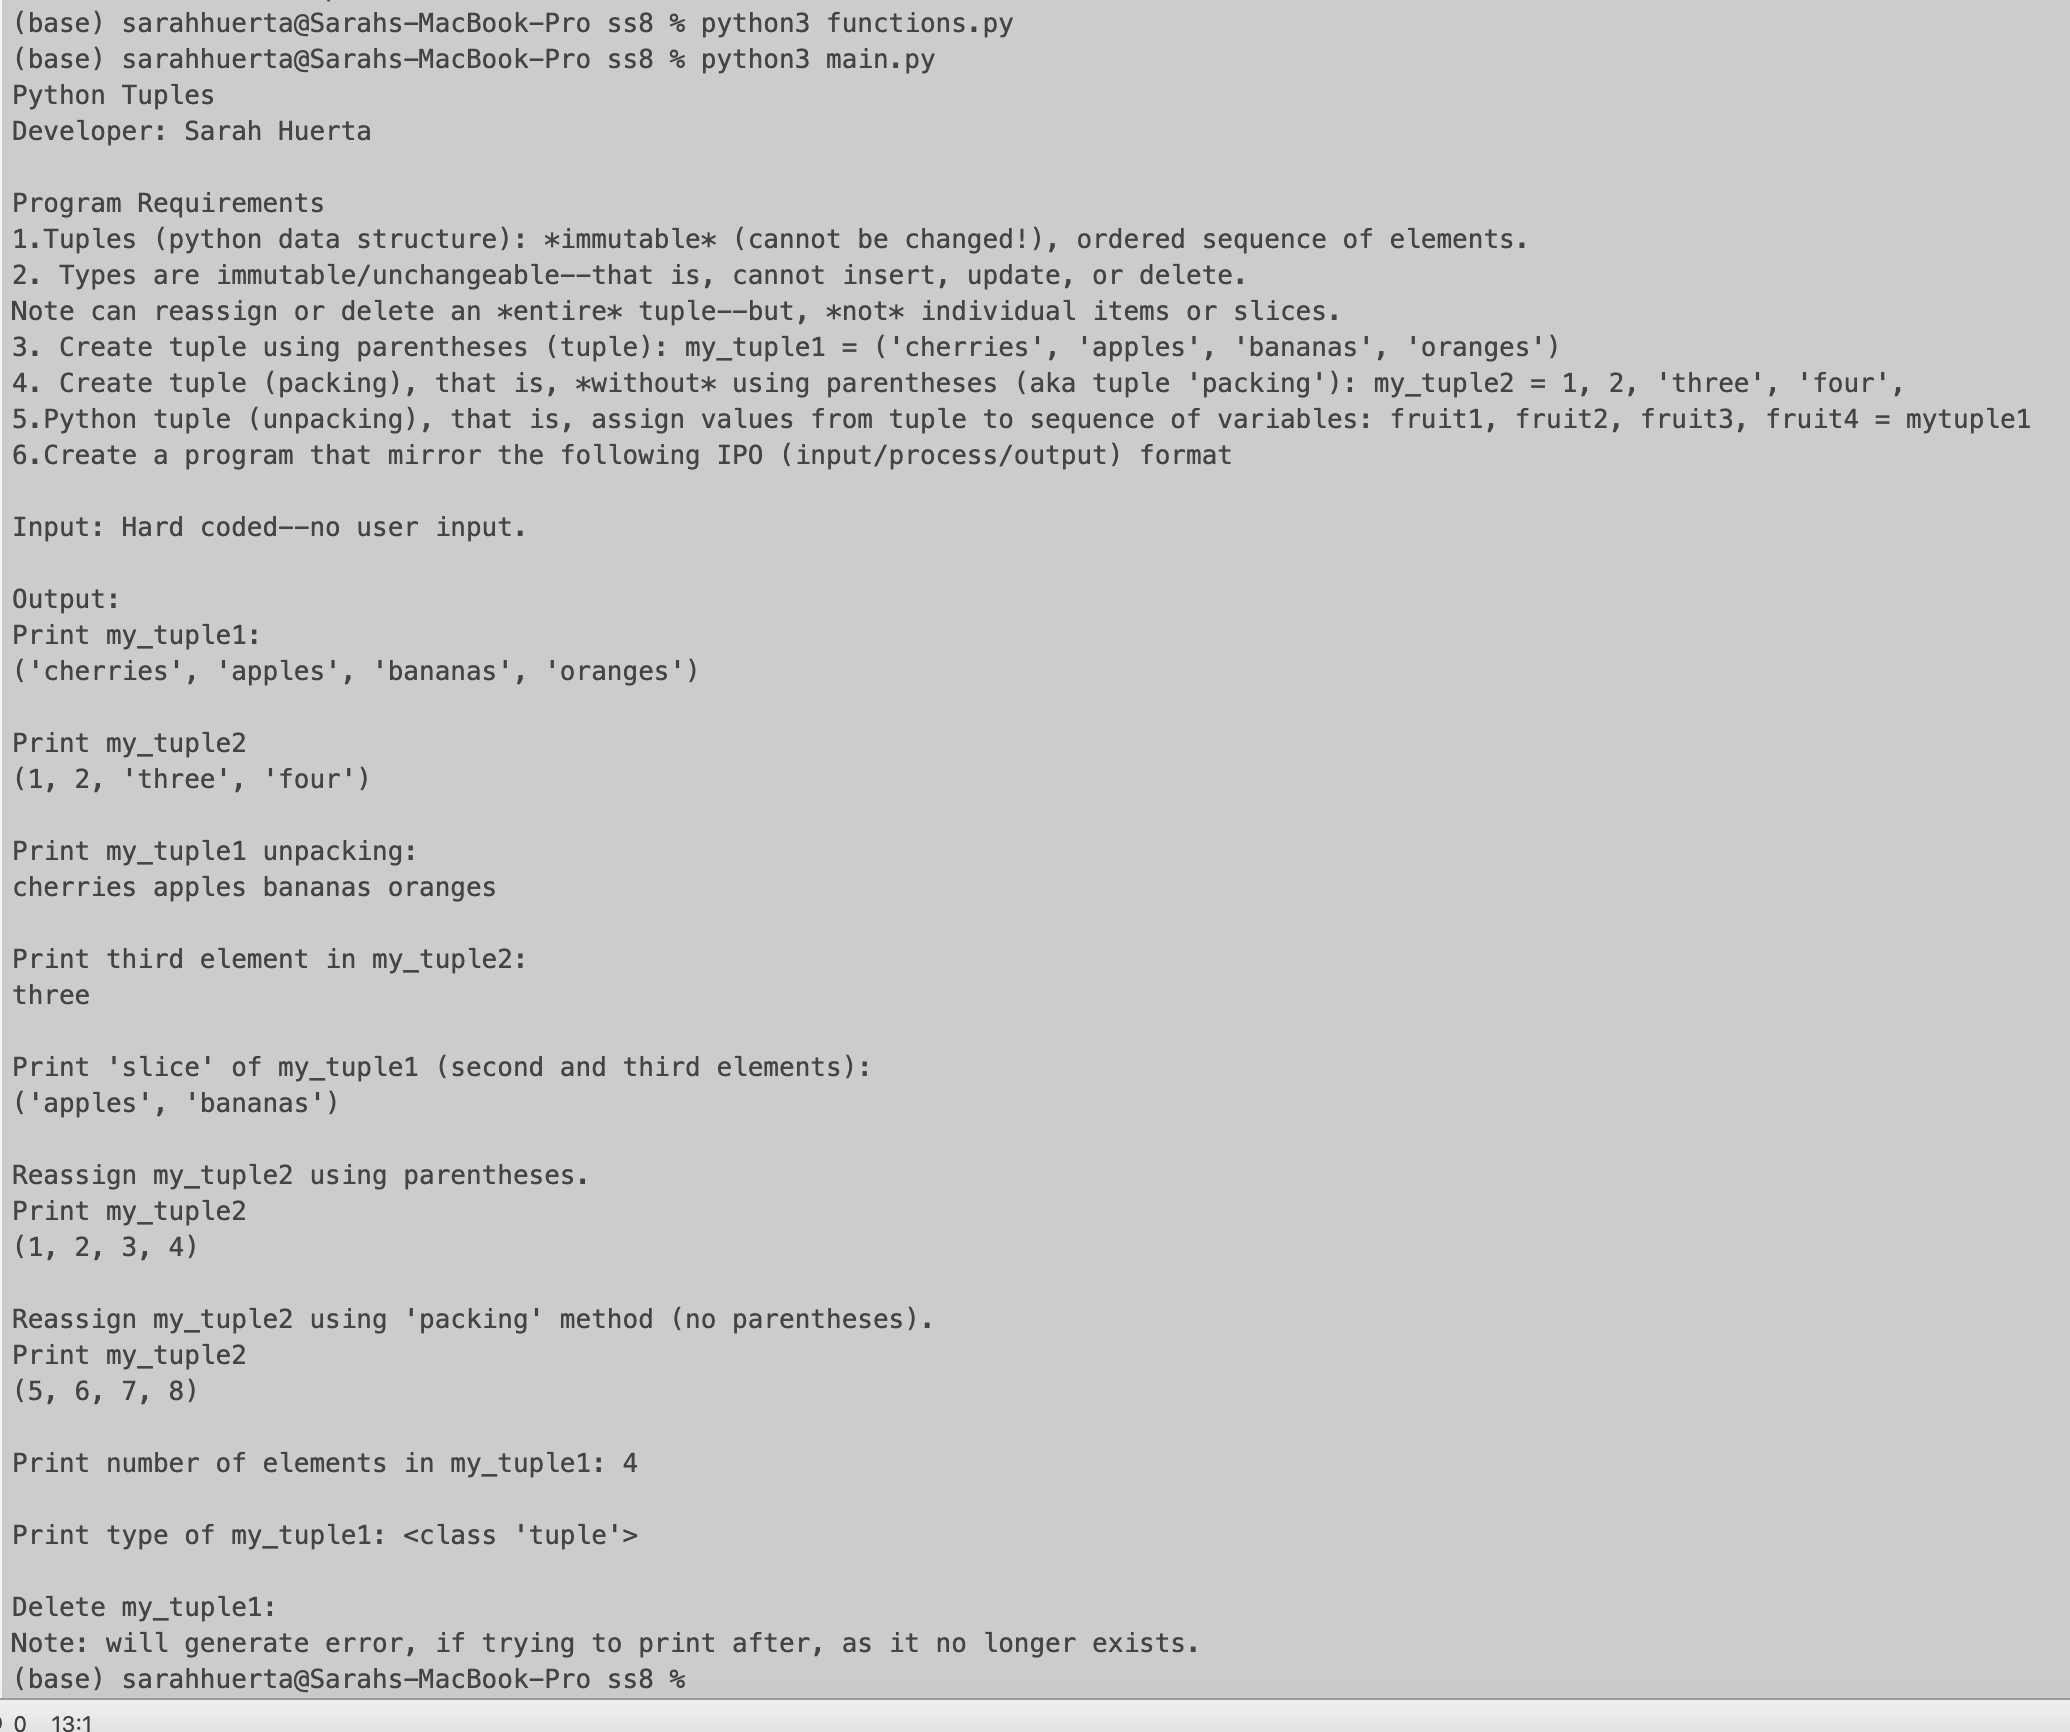 (base) sarahhuerta@Sarahs-MacBook-Pro ss8 % python3 functions.py
(base) sarahhuerta@Sarahs-MacBook-Pro ss8 % python3 main.py
Python Tuples
Developer: Sarah Huerta
Program Requirements
1.Tuples (python data structure): *immutable* (cannot be changed!), ordered sequence of elements.
2. Types are immutable/unchangeable--that is, cannot insert, update, or delete.
Note can reassign or delete an *entire* tuple--but, *not* individual items or slices.
3. Create tuple using parentheses (tuple): my_tuple1 = ('cherries', 'apples', 'bananas', 'oranges')
4. Create tuple (packing), that is, *without* using parentheses (aka tuple 'packing'): my_tuple2 = 1, 2, 'three', 'four',
5.Python tuple (unpacking), that is, assign values from tuple to sequence of variables: fruit1, fruit2, fruit3, fruit4 = mytuple1
6.Create a program that mirror the following IPO (input/process/output) format
Input: Hard coded--no user input.
Output:
Print my_tuple1:
('cherries', 'apples', 'bananas', 'oranges')
Print my_tuple2
(1, 2, 'three', 'four')
Print my_tuple1 unpacking:
cherries apples bananas oranges
Print third element in my_tuple2:
three
Print 'slice' of my_tuple1 (second and third elements):
('apples', 'bananas')
Reassign my_tuple2 using parentheses.
Print my_tuple2
(1, 2, 3, 4)
Reassign my_tuple2 using 'packing' method (no parentheses).
Print my_tuple2
(5, 6, 7, 8)
Print number of elements in my_tuple1: 4
Print type of my_tuple1: <class 'tuple'>
Delete my_tuple1:
Note: will generate error, if trying to print after, as it no longer exists.
(base) sarahhuerta@Sarahs-MacBook-Pro ss8 %
0 13:1